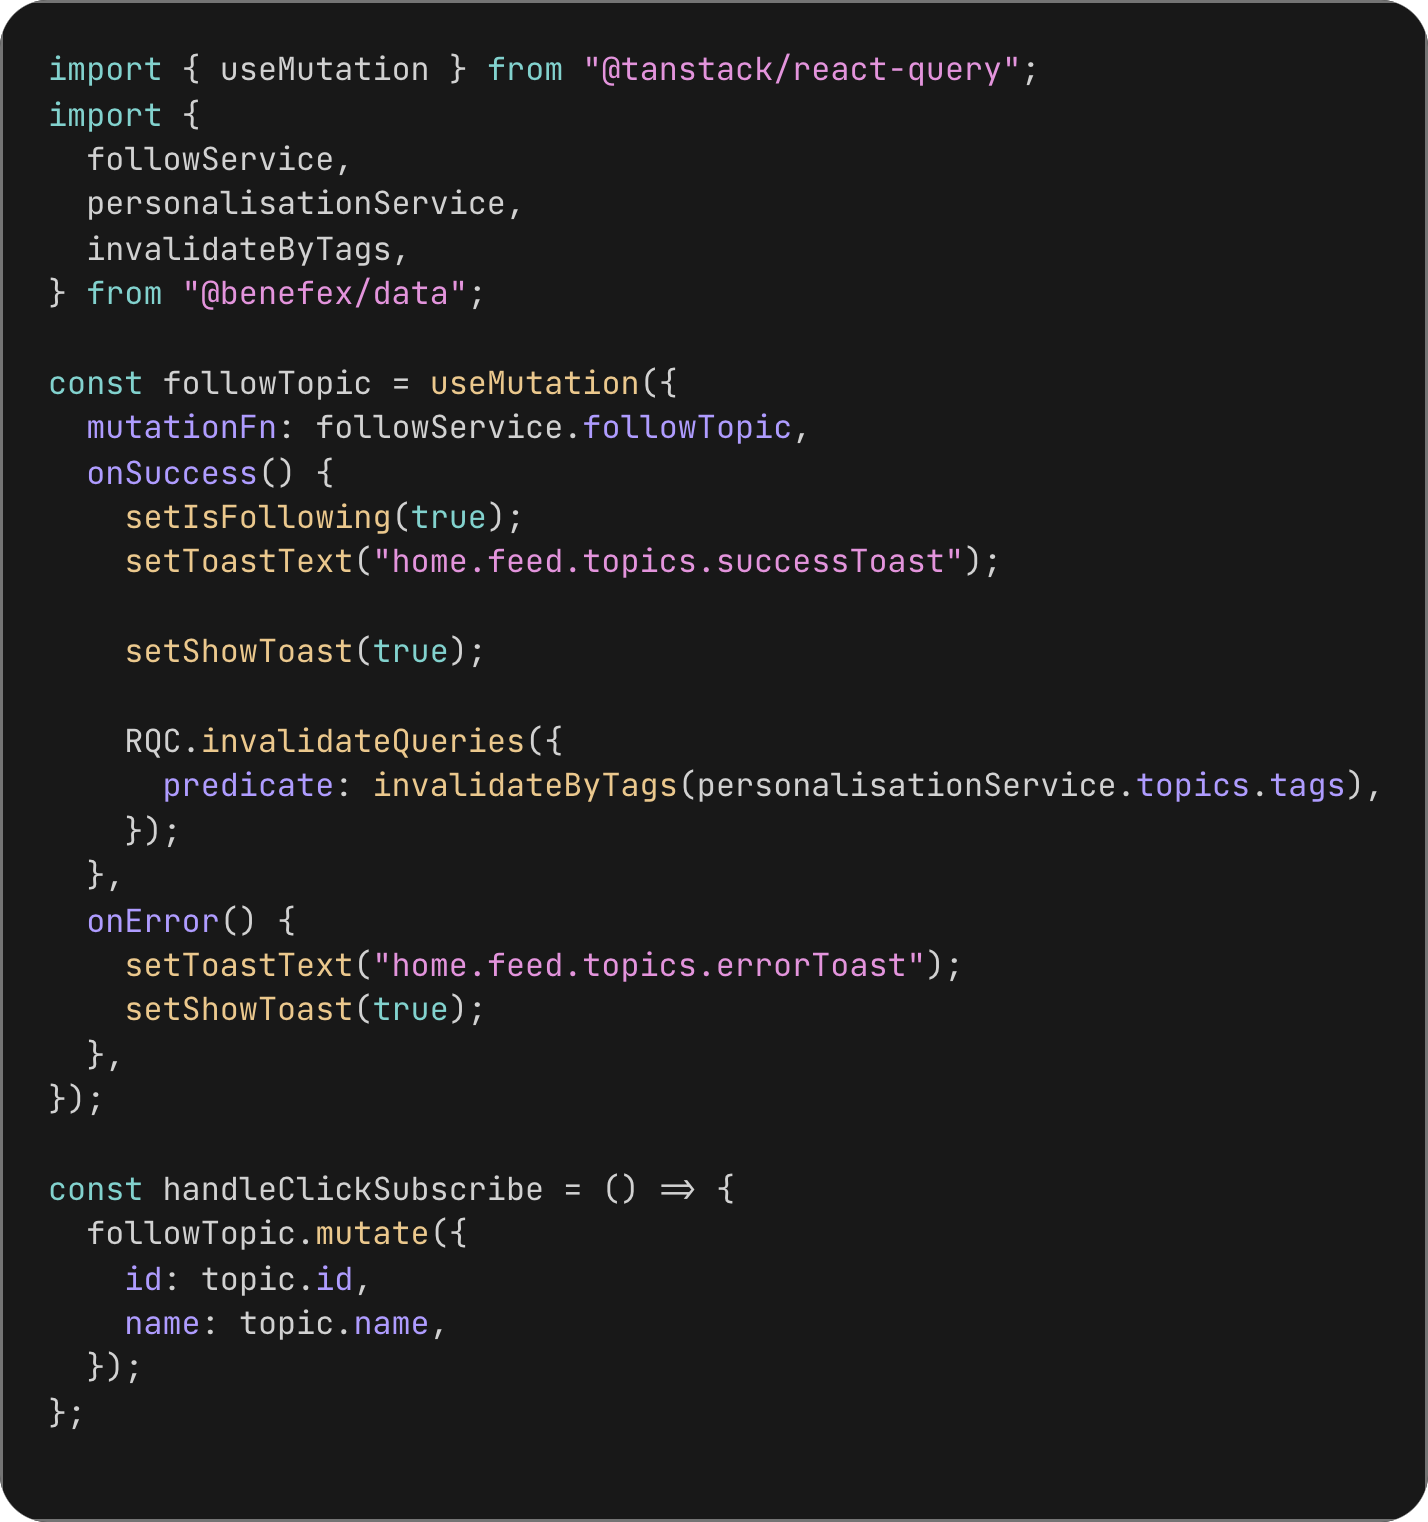 import { useMutation } from "@tanstack/react-query";
import {
  followService,
  personalisationService,
  invalidateByTags,
} from "@benefex/data";

const followTopic = useMutation({
  mutationFn: followService.followTopic,
  onSuccess() {
    setIsFollowing(true);
    setToastText("home.feed.topics.successToast");

    setShowToast(true);

    RQC.invalidateQueries({
      predicate: invalidateByTags(personalisationService.topics.tags),
    });
  },
  onError() {
    setToastText("home.feed.topics.errorToast");
    setShowToast(true);
  },
});

const handleClickSubscribe = () => {
  followTopic.mutate({
    id: topic.id,
    name: topic.name,
  });
};